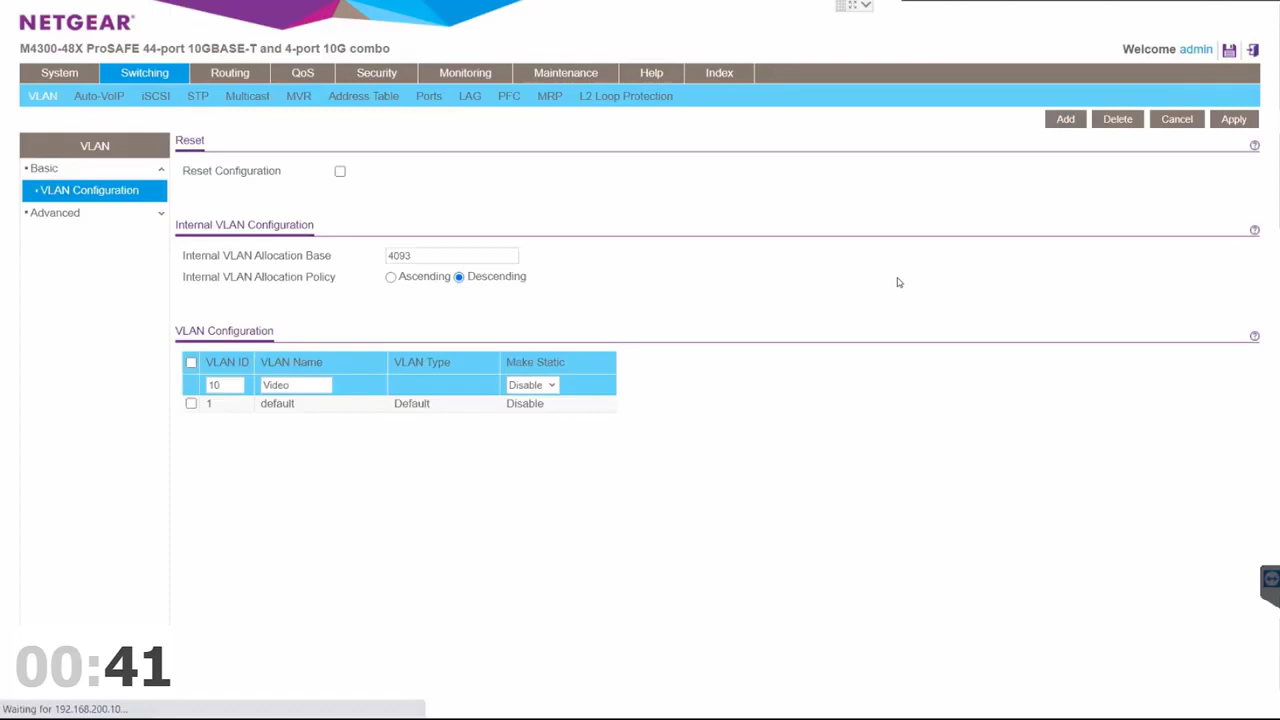 NETGEAR®
M4300-48X ProSAFE 44-port 10GBASE-T and 4-port 10G combo
Welcome admin
System Switching Routing QoS Security Monitoring Maintenance Help Index
VLAN Auto-VoIP iSCSI STP Multicast MVR Address Table Ports LAG PFC MRP L2 Loop Protection
Add Delete Cancel Apply
VLAN
• Basic
• VLAN Configuration
• Advanced
Reset
Reset Configuration
Internal VLAN Configuration
Internal VLAN Allocation Base 4093
Internal VLAN Allocation Policy Ascending Descending
VLAN Configuration
VLAN ID VLAN Name VLAN Type Make Static
10 Video Disable
1 default Default Disable
00:41
Waiting for 192.168.200.10...